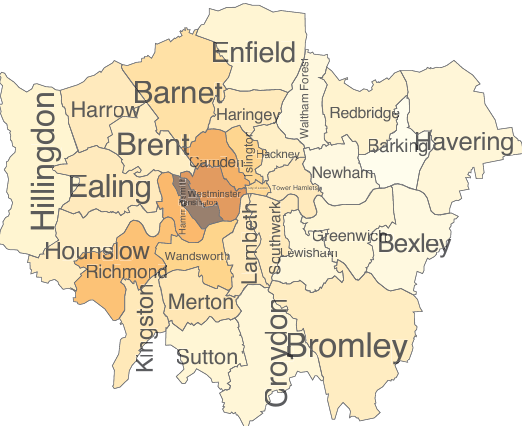 Enfield
Barnet
Harrow
Haringey
Waltham Forest
Redbridge
Havering
Hillingdon
Brent
Camden
Islington
Hackney
Barking
Newham
Ealing
Westminster
Tower Hamlets
Hounslow
Richmond
Wandsworth
Lambeth
Southwark
Lewisham
Greenwich
Bexley
Kingston
Merton
Sutton
Croydon
Bromley